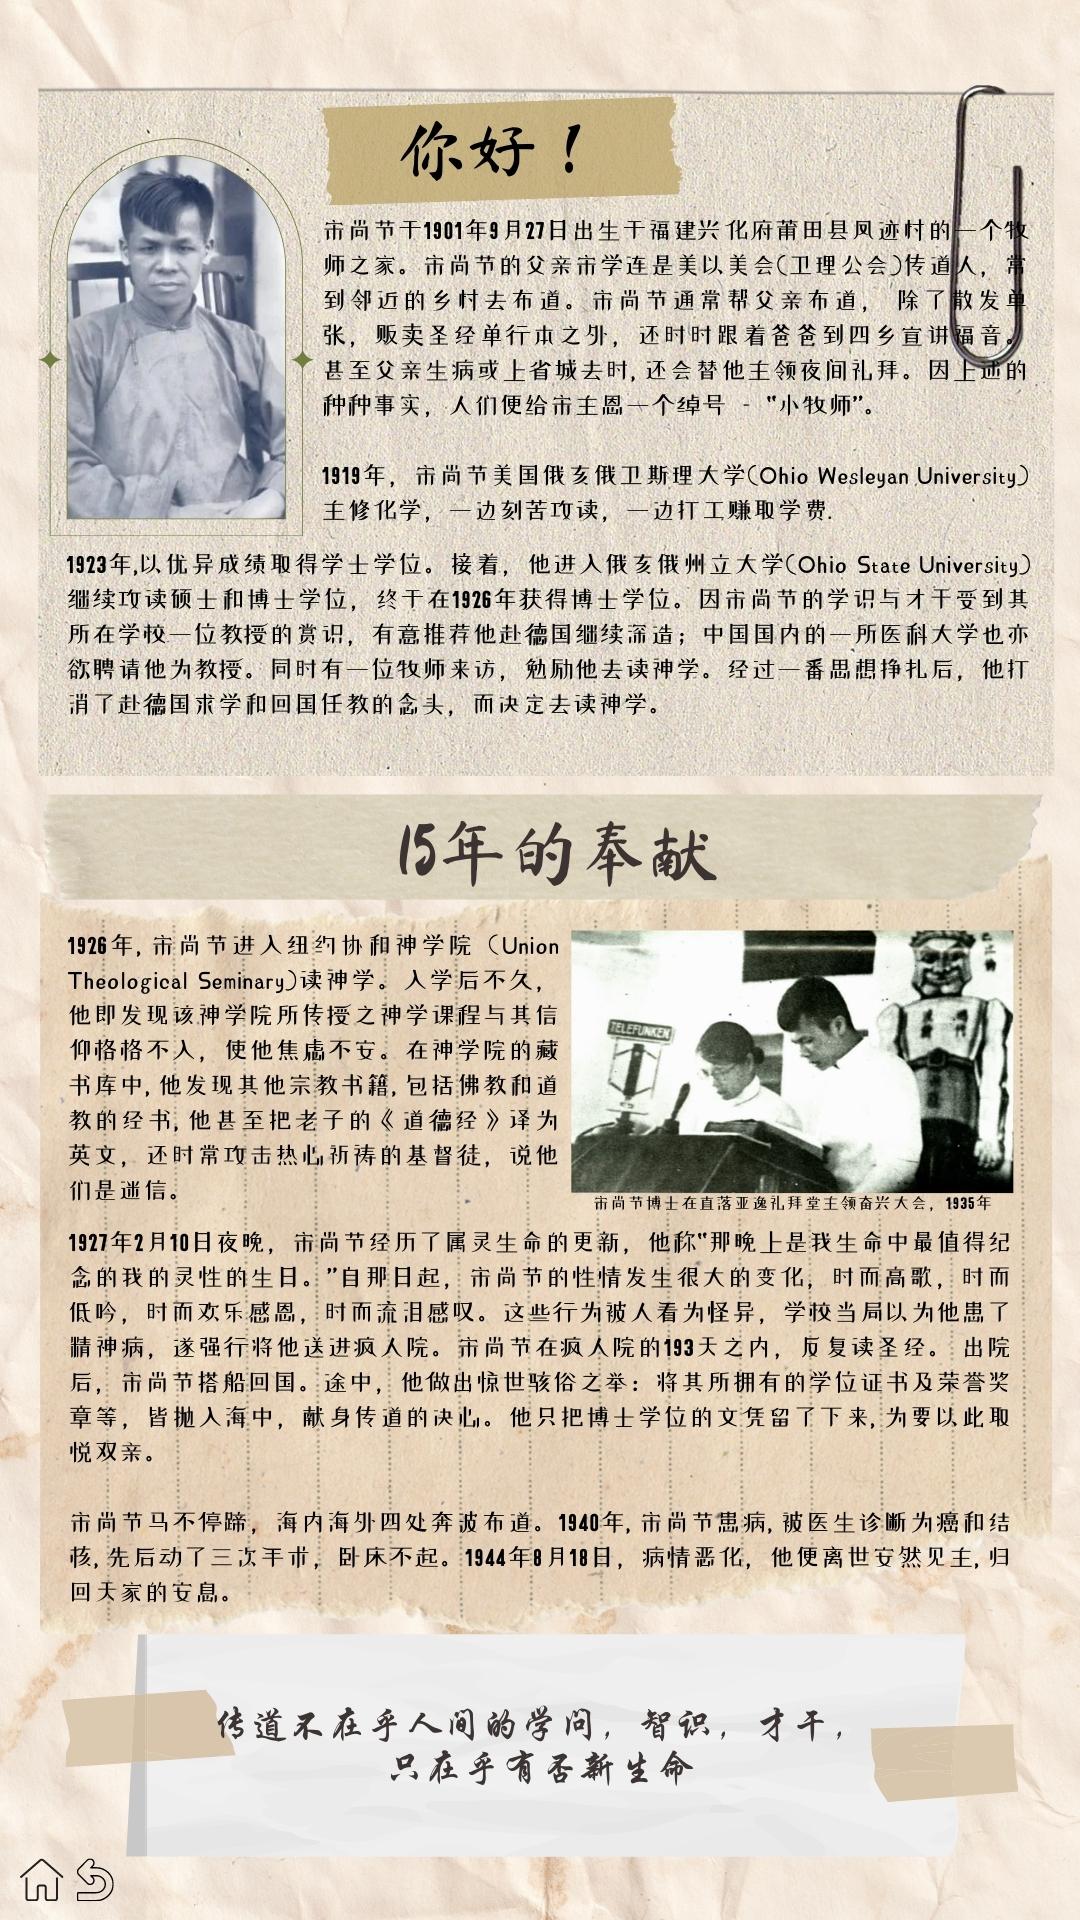 你好！
宋尚节于1901年9月27日出生于福建兴化府莆田县凤迹村的一个牧
师之家。宋尚节的父亲宋学连是美以美会(卫理公会)传道人，常
到邻近的乡村去布道。宋尚节通常帮父亲布道， 除了散发单
张，贩卖圣经单行本之外，还时时跟着爸爸到四乡宣讲福音。
甚至父亲生病或上省城去时,还会替他主领夜间礼拜。因上述的
种种事实，人们便给宋主恩一个绰号 - “小牧师”。
1919年，宋尚节美国俄亥俄卫斯理大学(Ohio Wesleyan University)
主修化学，一边刻苦攻读，一边打工赚取学费.
1923年,以优异成绩取得学士学位。接着，他进入俄亥俄州立大学(Ohio State University)
继续攻读硕士和博士学位，终于在1926年获得博士学位。因宋尚节的学识与才干受到其
所在学校一位教授的赏识，有意推荐他赴德国继续深造；中国国内的一所医科大学也亦
欲聘请他为教授。同时有一位牧师来访，勉励他去读神学。经过一番思想挣扎后，他打
消了赴德国求学和回国任教的念头，而决定去读神学。
15年的奉献
1926年,宋尚节进入纽约协和神学院（Union
Theological Seminary)读神学。入学后不久，
他即发现该神学院所传授之神学课程与其信
仰格格不入，使他焦虑不安。在神学院的藏
书库中,他发现其他宗教书籍,包括佛教和道
教的经书,他甚至把老子的《道德经》译为
英文，还时常攻击热心祈祷的基督徒，说他
们是迷信。
TELEFUNKEN
宋尚节博士在直落亚逸礼拜堂主领奋兴大会，1935年
1927年2月10日夜晚，宋尚节经历了属灵生命的更新，他称“那晚上是我生命中最值得纪
念的我的灵性的生日。”自那日起，宋尚节的性情发生很大的变化，时而高歌，时而
低吟，时而欢乐感恩，时而流泪感叹。这些行为被人看为怪异，学校当局以为他患了
精神病，遂强行将他送进疯人院。宋尚节在疯人院的193天之内，反复读圣经。 出院
后，宋尚节搭船回国。途中，他做出惊世骇俗之举：将其所拥有的学位证书及荣誉奖
章等，皆抛入海中，献身传道的决心。他只把博士学位的文凭留了下来,为要以此取
悦双亲。
宋尚节马不停蹄，海内海外四处奔波布道。1940年,宋尚节患病,被医生诊断为癌和结
核,先后动了三次手术，卧床不起。1944年8月18日，病情恶化，他便离世安然见主,归
回天家的安息。
传道不在乎人间的学问，智识，才干，
只在乎有否新生命